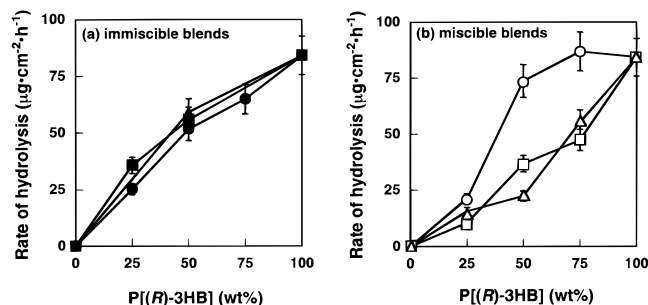 (a) immiscible blends
Rate of hydrolysis (μg·cm⁻²·h⁻¹)
100
75
50
25
0
0 25 50 75 100
P[(R)-3HB] (wt%)
(b) miscible blends
Rate of hydrolysis (μg·cm⁻²·h⁻¹)
100
75
50
25
0
0 25 50 75 100
P[(R)-3HB] (wt%)